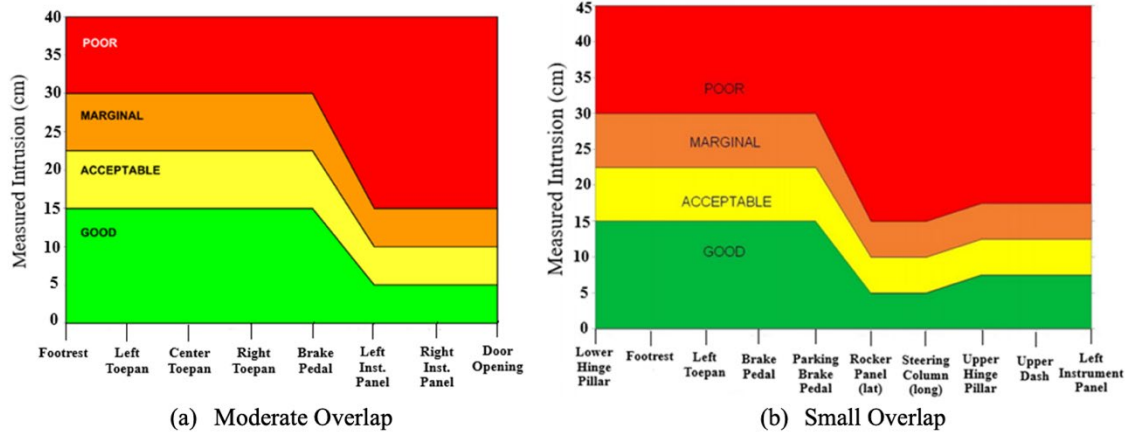 40
35
30
25
20
15
10
5
0
Measured Intrusion (cm)
POOR
MARGINAL
ACCEPTABLE
GOOD
Footrest
Left
Toepan
Center
Toepan
Right
Toepan
Brake
Pedal
Left
Inst.
Panel
Right
Inst.
Panel
Door
Opening
(a) Moderate Overlap
45
40
35
30
25
20
15
10
5
0
Measured Intrusion (cm)
POOR
MARGINAL
ACCEPTABLE
GOOD
Lower
Hinge
Pillar
Footrest
Left
Toepan
Brake
Pedal
Parking
Brake
Pedal
Rocker
Panel
(lat)
Steering
Column
(long)
Upper
Hinge
Pillar
Upper
Dash
Left
Instrument
Panel
(b) Small Overlap